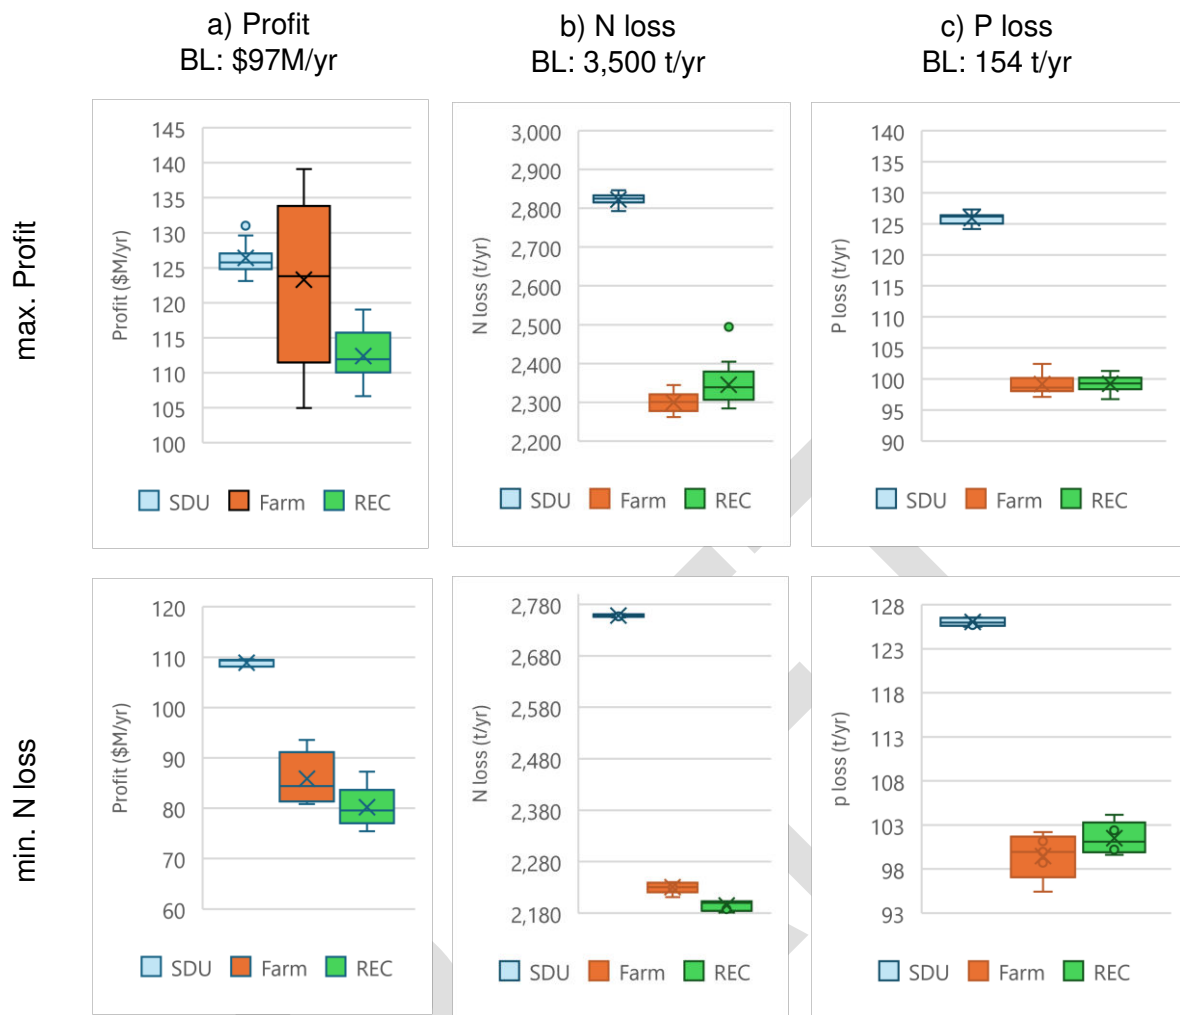 a) Profit
BL: $97M/yr
b) N loss
BL: 3,500 t/yr
c) P loss
BL: 154 t/yr
max. Profit
Profit ($M/yr)
145
140
135
130
125
120
115
110
105
100
SDU Farm REC
N loss (t/yr)
3,000
2,900
2,800
2,700
2,600
2,500
2,400
2,300
2,200
SDU Farm REC
P loss (t/yr)
140
135
130
125
120
115
110
105
100
95
90
SDU Farm REC
min. N loss
Profit ($M/yr)
120
110
100
90
80
70
60
SDU Farm REC
N loss (t/yr)
2,780
2,680
2,580
2,480
2,380
2,280
2,180
SDU Farm REC
p loss (t/yr)
128
123
118
113
108
103
98
93
SDU Farm REC